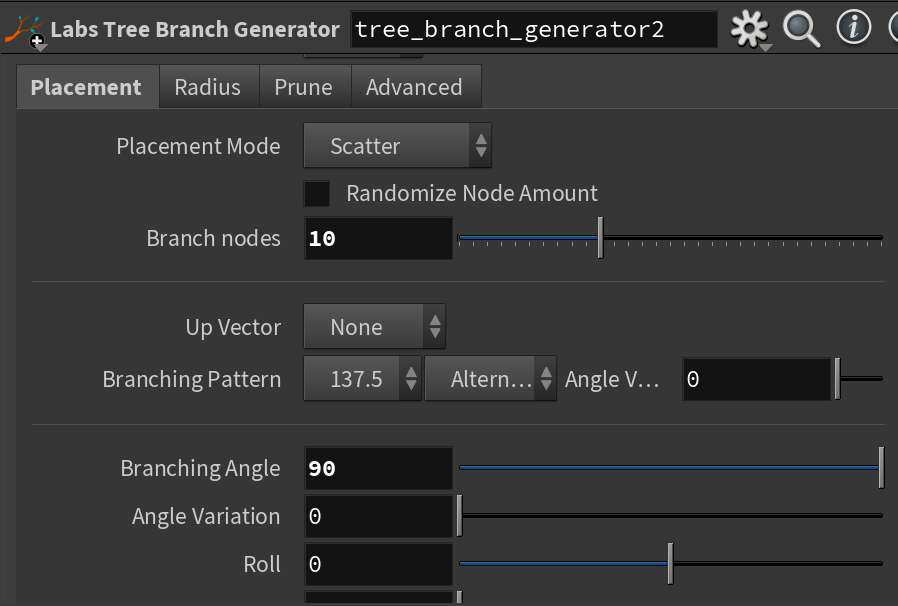 Labs Tree Branch Generator tree_branch_generator2
Placement Radius Prune Advanced
Placement Mode Scatter
Randomize Node Amount
Branch nodes 10
Up Vector None
Branching Pattern 137.5 Altern... Angle V... 0
Branching Angle 90
Angle Variation 0
Roll 0